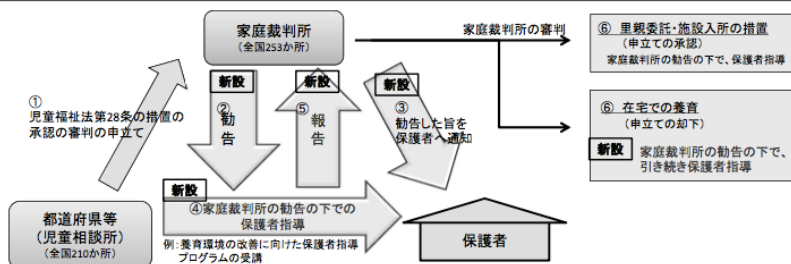 家庭裁判所
(全国253か所)
家庭裁判所の審判
⑥ 里親委託・施設入所の措置
(申立ての承認)
家庭裁判所の勧告の下で、保護者指導
①
児童福祉法第28条の措置の
承認の審判の申立て
新設
②
勧
告
新設
⑤
報
告
新設
③
勧告した旨を
保護者へ通知
⑥ 在宅での養育
(申立ての却下)
新設
家庭裁判所の勧告の下で、
引き続き保護者指導
新設
④家庭裁判所の勧告の下での
保護者指導
例:養育環境の改善に向けた保護者指導
プログラムの受講
都道府県等
(児童相談所)
(全国210か所)
保護者